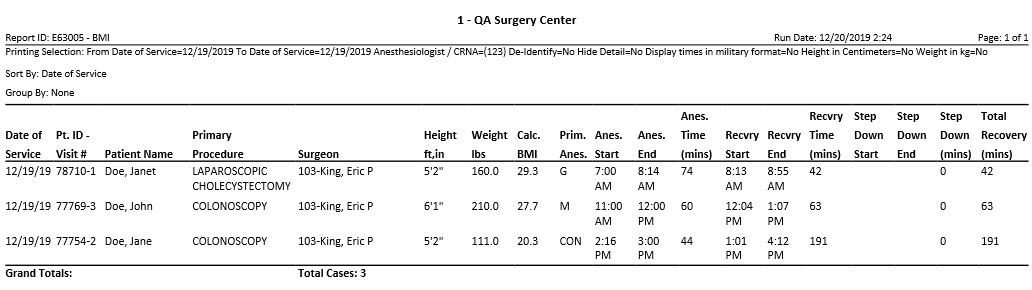 1 - QA Surgery Center
Report ID: E63005 - BMI Run Date: 12/20/2019 2:24 Page: 1 of 1
Printing Selection: From Date of Service=12/19/2019 To Date of Service=12/19/2019 Anesthesiologist / CRNA=(123) De-Identify=No Hide Detail=No Display times in military format=No Height in Centimeters=No Weight in kg=No
Sort By: Date of Service
Group By: None
Anes. Recvry Step Step Step Total
Date of Pt. ID - Primary Height Weight Calc. Prim. Anes. Anes. Time Recvry Recvry Time Down Down Down Recovery
Service Visit # Patient Name Procedure Surgeon ft,in lbs BMI Anes. Start End (mins) Start End (mins) Start End (mins) (mins)
12/19/19 78710-1 Doe, Janet LAPAROSCOPIC 103-King, Eric P 5'2" 160.0 29.3 G 7:00 8:14 74 8:13 8:55 42 0 42
CHOLECYSTECTOMY AM AM AM AM
12/19/19 77769-3 Doe, John COLONOSCOPY 103-King, Eric P 6'1" 210.0 27.7 M 11:00 12:00 60 12:04 1:07 63 0 63
AM PM PM PM
12/19/19 77754-2 Doe, Jane COLONOSCOPY 103-King, Eric P 5'2" 111.0 20.3 CON 2:16 3:00 44 1:01 4:12 191 0 191
PM PM PM PM
Grand Totals: Total Cases: 3